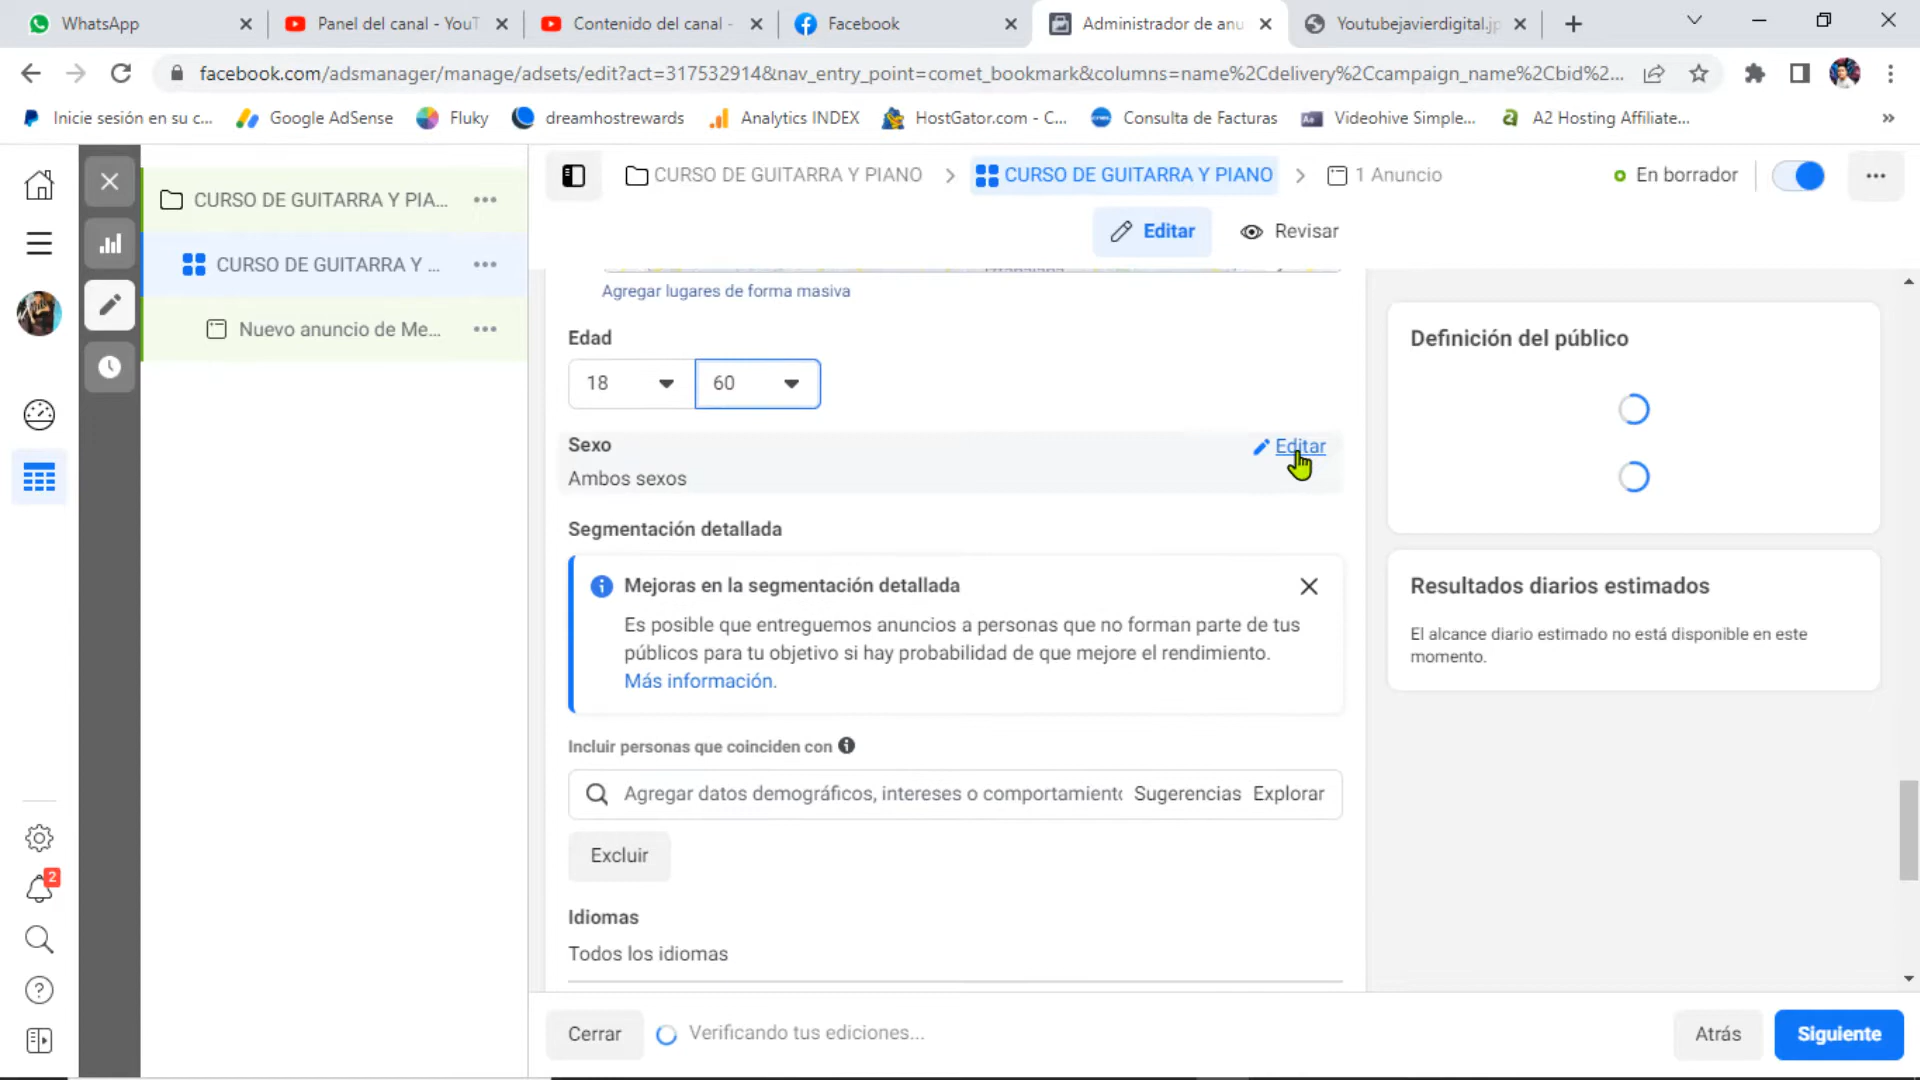 WhatsApp
Panel del canal - YouT
Contenido del canal -
Facebook
Administrador de anu
Youtubejavierdigital.jp
facebook.com/adsmanager/manage/adsets/edit?act=317532914&nav_entry_point=comet_bookmark&columns=name%2Cdelivery%2Ccampaign_name%2Cbid%2...
Inicie sesión en su c...
Google AdSense
Fluky
dreamhostrewards
Analytics INDEX
HostGator.com - C...
Consulta de Facturas
Videohive Simple...
A2 Hosting Affiliate...
»
CURSO DE GUITARRA Y PIA...
CURSO DE GUITARRA Y ...
Nuevo anuncio de Me...
2
CURSO DE GUITARRA Y PIANO
CURSO DE GUITARRA Y PIANO
1 Anuncio
En borrador
Editar
Revisar
Agregar lugares de forma masiva
Edad
18
60
Sexo
Editar
Ambos sexos
Segmentación detallada
Mejoras en la segmentación detallada
Es posible que entreguemos anuncios a personas que no forman parte de tus
públicos para tu objetivo si hay probabilidad de que mejore el rendimiento.
Más información.
Incluir personas que coinciden con
Agregar datos demográficos, intereses o comportamiento
Sugerencias
Explorar
Excluir
Idiomas
Todos los idiomas
Definición del público
Resultados diarios estimados
El alcance diario estimado no está disponible en este
momento.
Cerrar
Verificando tus ediciones...
Atrás
Siguiente